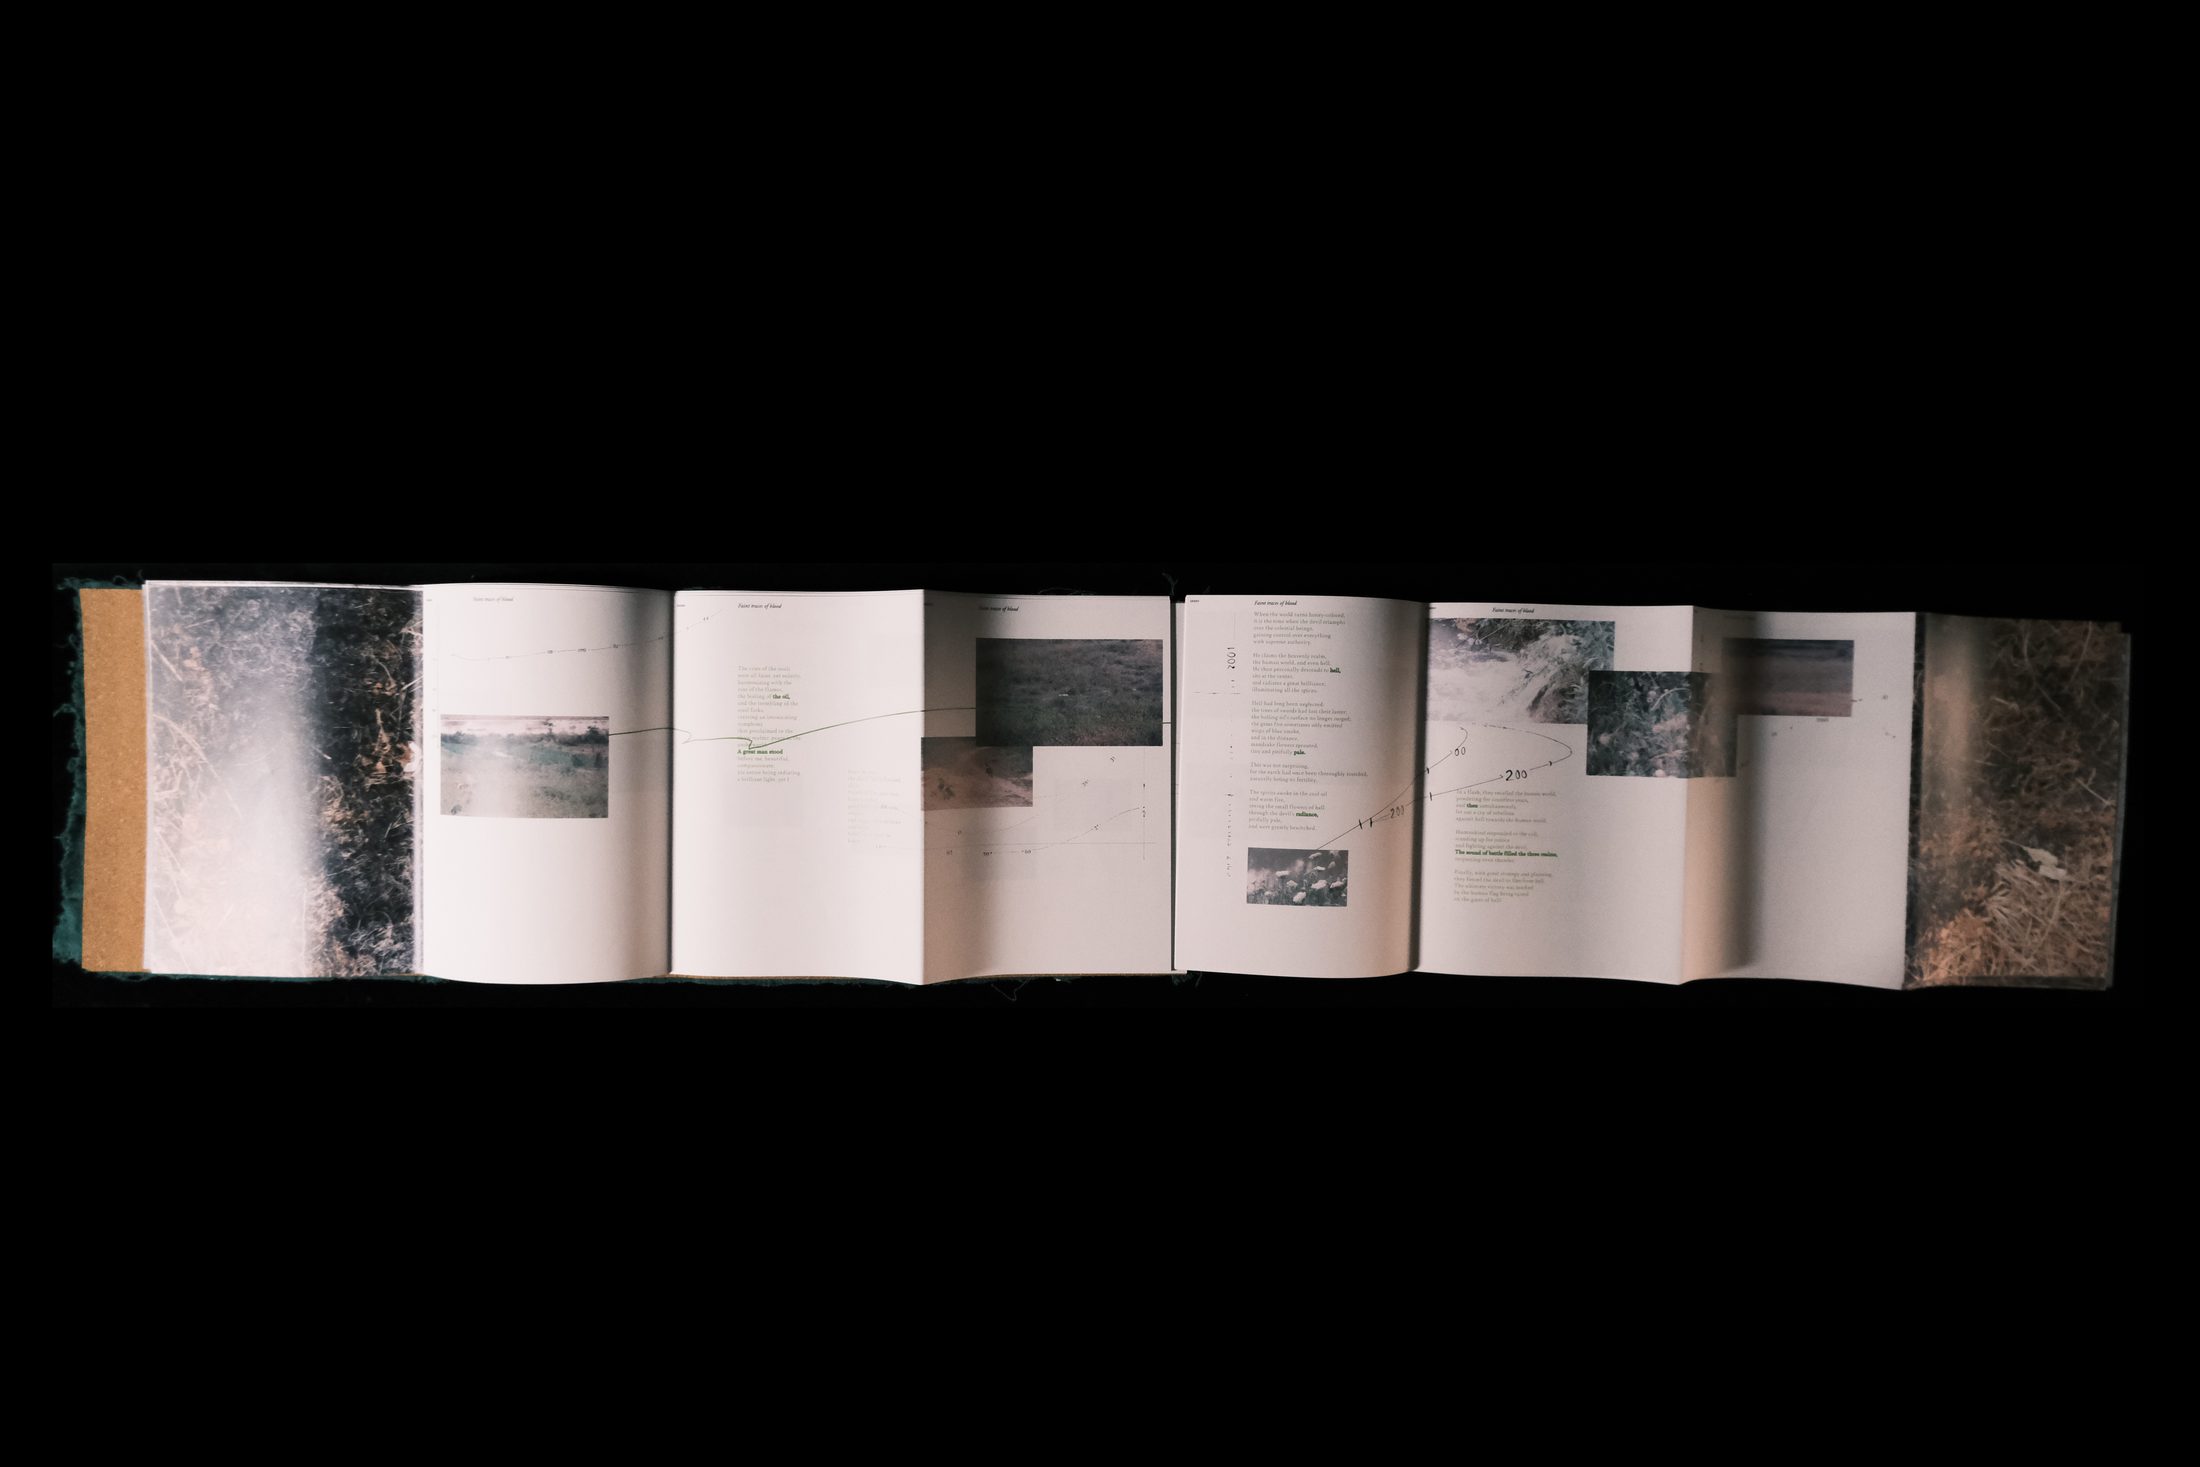 Faint traces of blood
Faint traces of blood
The cries of the souls
were all faint yet orderly,
harmonizing with the
roar of the flames,
the boiling of the oil,
and the trembling of the
steel forks,
creating an intoxicating
symphony
that proclaimed to the
A great man stood
before me beautiful,
compassionate,
his entire being radiating
a brilliant light, yet I
Faint traces of blood
2001
Faint traces of blood
When the world turns honey-colored,
it is the time when the devil triumphs
over the celestial beings,
gaining control over everything
with supreme authority.
He claims the heavenly realm,
the human world, and even hell.
He then personally descends to hell,
sits at the center,
and radiates a great brilliance,
illuminating all the spirits.
Hell had long been neglected:
the trees of swords had lost their luster,
the boiling oil's surface no longer surged,
the great fire sometimes only emitted
wisps of blue smoke,
and in the distance,
mandrake flowers sprouted,
tiny and pitifully pale.
This was not surprising,
for the earth had once been thoroughly scorched,
naturally losing its fertility.
The spirits awoke in the cool oil
and warm fire,
seeing the small flowers of hell
through the devil's radiance,
pitifully pale,
and were greatly bewitched.
Faint traces of blood
00
200
200
In a flash, they recalled the human world,
pondering for countless years,
and then simultaneously,
let out a cry of rebellion
against hell towards the human world.
Humankind responded to the call,
standing up for justice
and fighting against the devil.
The sound of battle filled the three realms,
surpassing even thunder.
Finally, with great strategy and planning,
they forced the devil to flee from hell.
The ultimate victory was marked
by the human flag being raised
on the gates of hell!